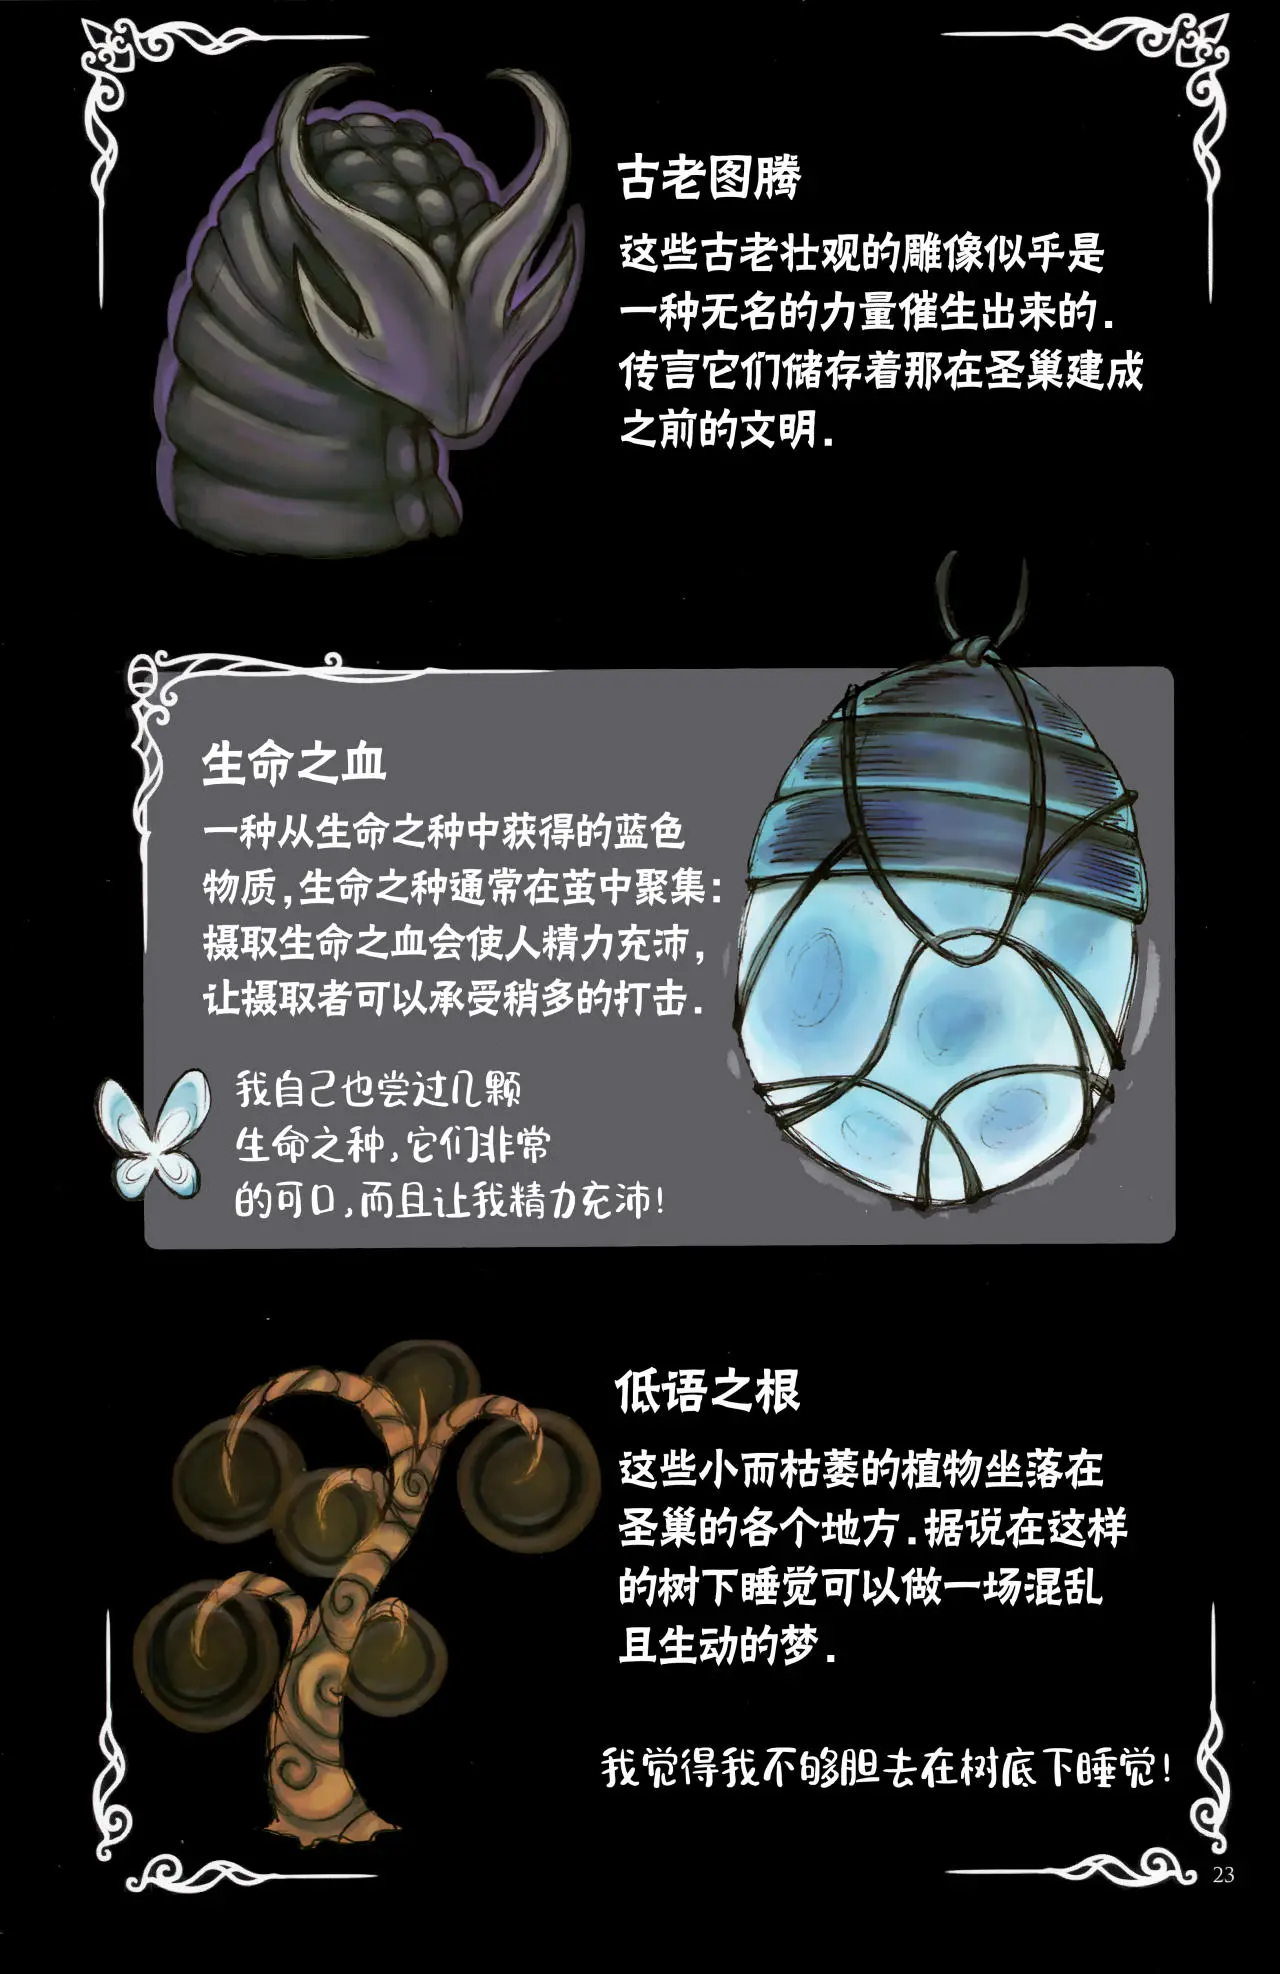 古老图腾
这些古老壮观的雕像似乎是
一种无名的力量催生出来的.
传言它们储存着那在圣巢建成
之前的文明.
生命之血
一种从生命之种中获得的蓝色
物质,生命之种通常在茧中聚集:
摄取生命之血会使人精力充沛,
让摄取者可以承受稍多的打击.
我自己也尝过几颗
生命之种,它们非常
的可口,而且让我精力充沛!
低语之根
这些小而枯萎的植物坐落在
圣巢的各个地方.据说在这样
的树下睡觉可以做一场混乱
且生动的梦.
我觉得我不够胆去在树底下睡觉!
23